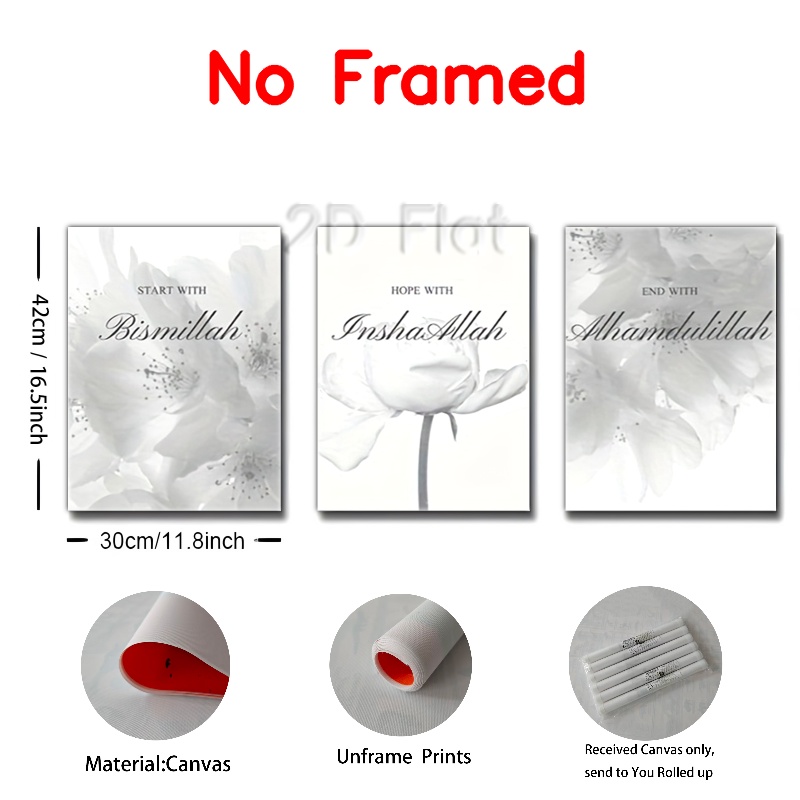 No Framed
2D Flat
START WITH
Bismillah
HOPE WITH
InshaAllah
END WITH
Alhamdulillah
42cm / 16.5inch
30cm/11.8inch
Material:Canvas
Unframe Prints
Received Canvas only,
send to You Rolled up